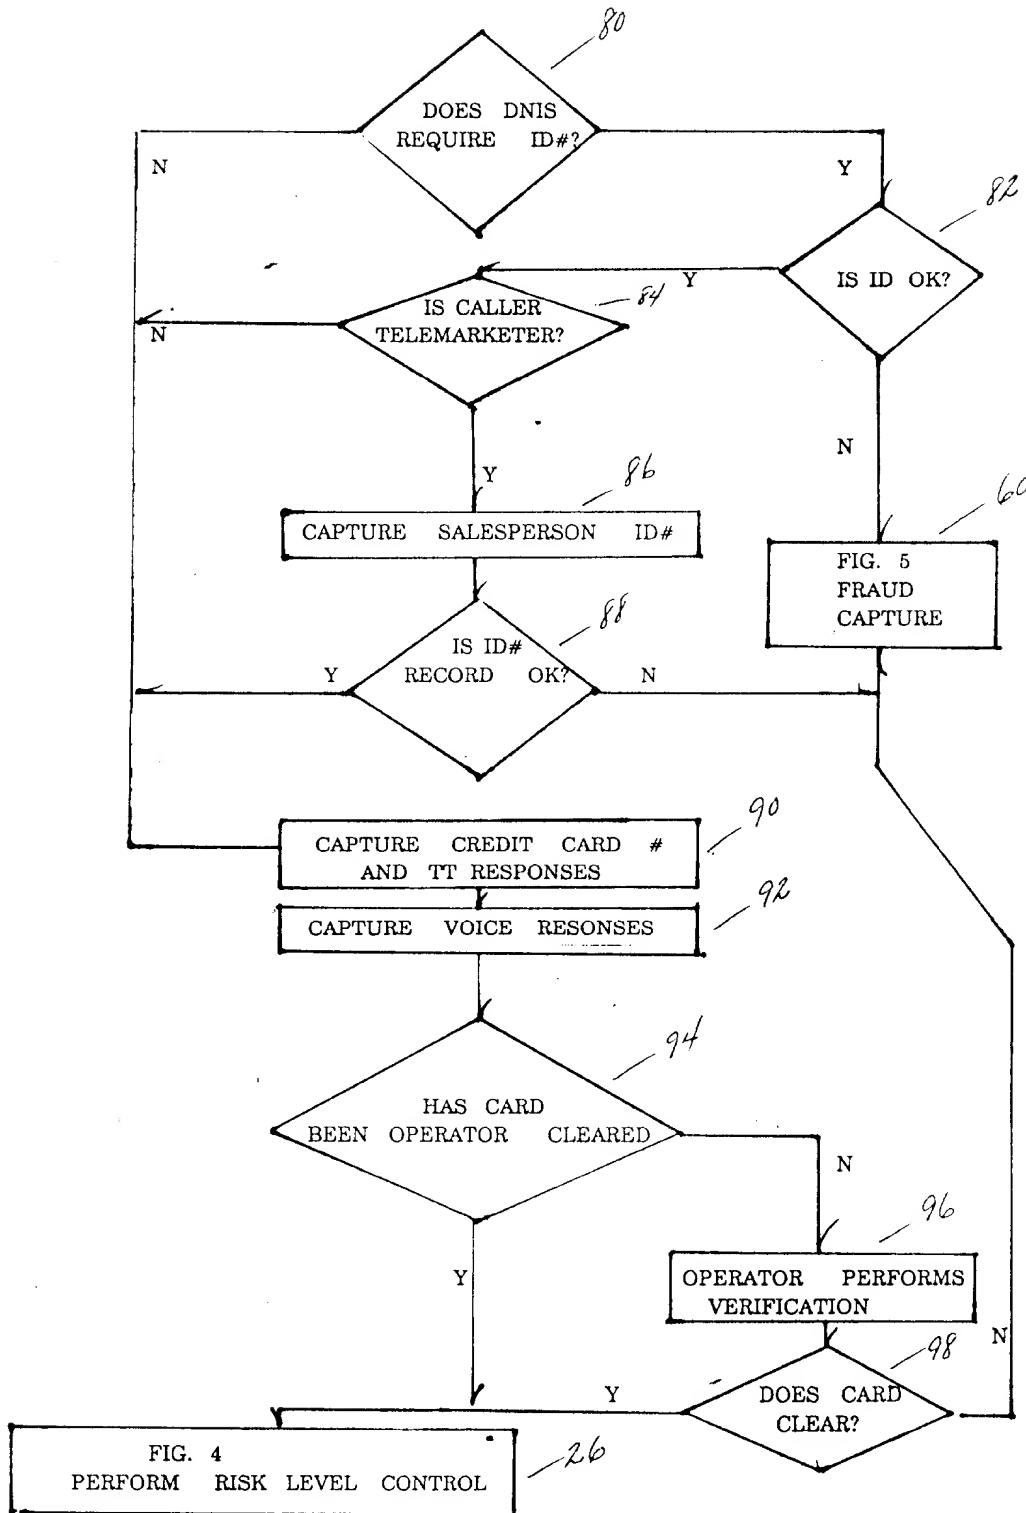 80
DOES DNIS
REQUIRE ID#?
N
Y
82
IS ID OK?
Y
84
IS CALLER
TELEMARKETER?
N
N
Y
86
CAPTURE SALESPERSON ID#
60
FIG. 5
FRAUD
CAPTURE
88
IS ID#
RECORD OK?
Y
N
90
CAPTURE CREDIT CARD #
AND TT RESPONSES
92
CAPTURE VOICE RESONSES
94
HAS CARD
BEEN OPERATOR CLEARED
N
96
Y
OPERATOR PERFORMS
VERIFICATION
N
98
Y
DOES CARD
CLEAR?
FIG. 4
PERFORM RISK LEVEL CONTROL
26